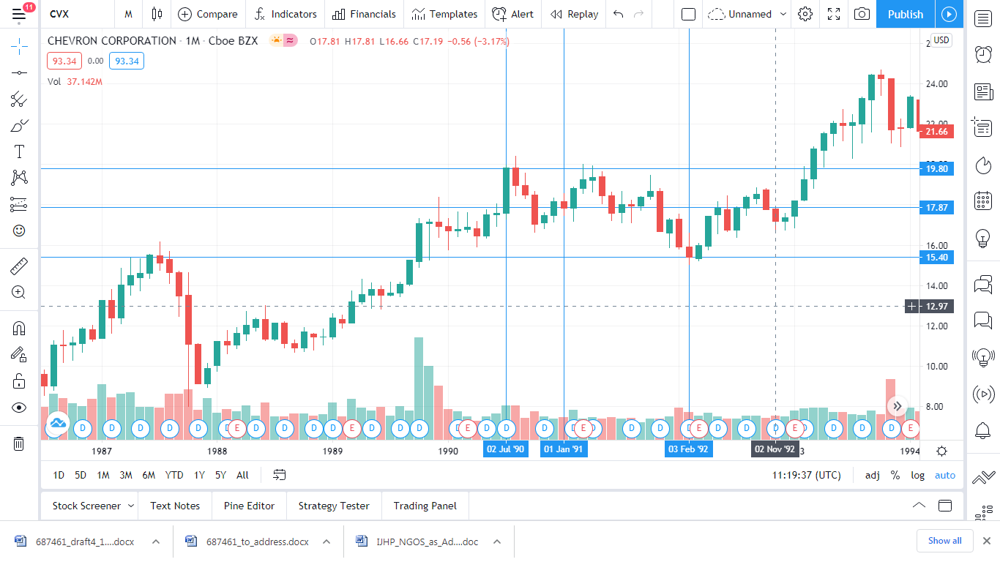 11
CVX
M
Compare
Indicators
Financials
Templates
Alert
Replay
Unnamed
Publish
CHEVRON CORPORATION · 1M · Cboe BZX
O17.81 H17.81 L16.66 C17.19 −0.56 (−3.17%)
USD
93.34 0.00 93.34
Vol 37.142M
24.00
22.00
21.66
19.80
17.87
16.00
15.40
14.00
12.97
12.00
10.00
8.00
D D D D D D E D D D D E D D D D E D D D E D D D D E D D D E D D D D E
1987 1988 1989 1990 02 Jul '90 01 Jan '91 03 Feb '92 02 Nov '92 3 1994
1D 5D 1M 3M 6M YTD 1Y 5Y All
11:19:37 (UTC) adj % log auto
Stock Screener Text Notes Pine Editor Strategy Tester Trading Panel
687461_draft4_1....docx
687461_to_address.docx
IJHP_NGOS_as_Ad....doc
Show all